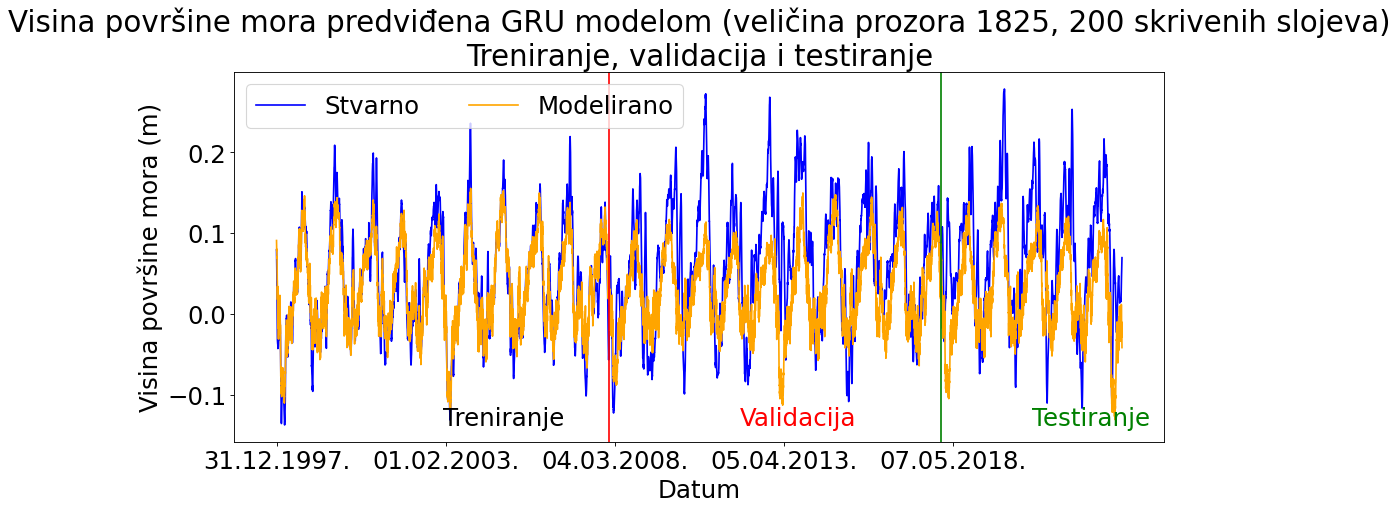 Visina površine mora predviđena GRU modelom (veličina prozora 1825, 200 skrivenih slojeva)
Treniranje, validacija i testiranje
Stvarno
Modelirano
Visina površine mora (m)
0.2
0.1
0.0
−0.1
Treniranje
Validacija
Testiranje
31.12.1997.
01.02.2003.
04.03.2008.
05.04.2013.
07.05.2018.
Datum